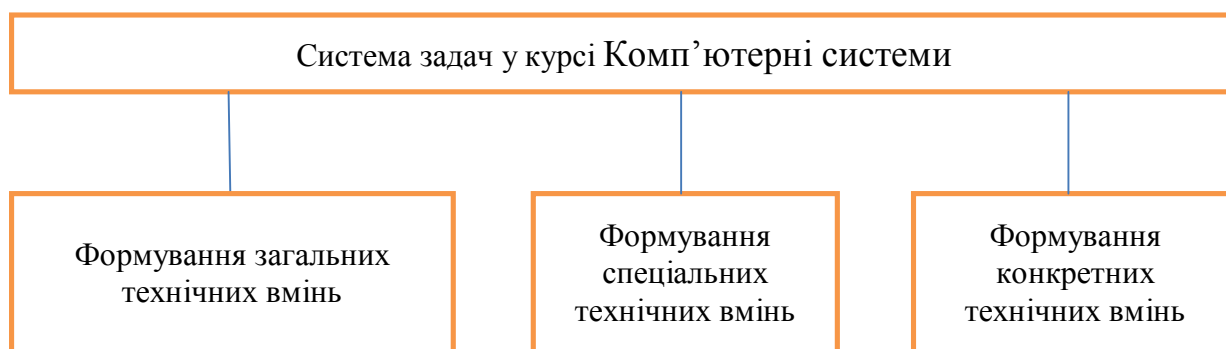 Система задач у курсі Комп’ютерні системи
Формування загальних
технічних вмінь
Формування
спеціальних
технічних вмінь
Формування
конкретних
технічних вмінь